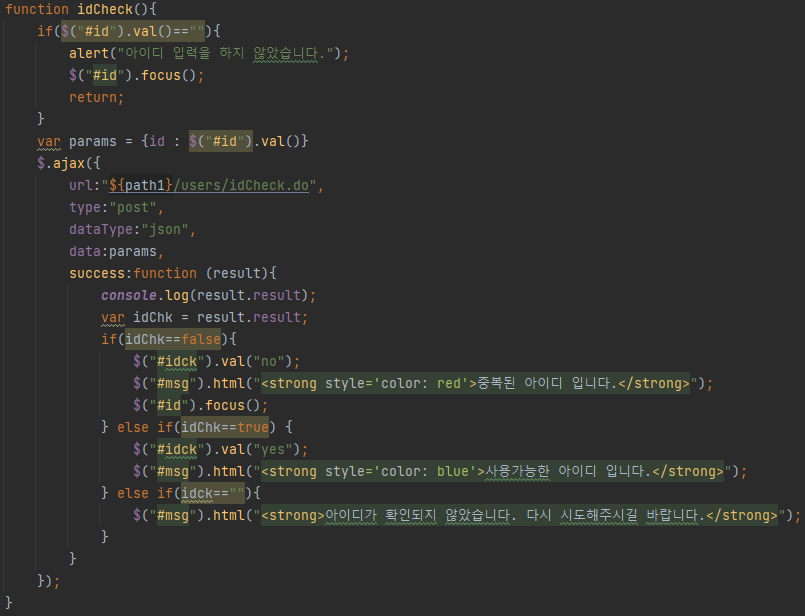 function idCheck(){
if($("#id").val()==""){
alert("아이디 입력을 하지 않았습니다.");
$("#id").focus();
return;
}
var params = {id : $("#id").val()}
$.ajax({
url:"${path1}/users/idCheck.do",
type:"post",
dataType:"json",
data:params,
success:function (result){
console.log(result.result);
var idChk = result.result;
if(idChk==false){
$("#idck").val("no");
$("#msg").html("<strong style='color: red'>중복된 아이디 입니다.</strong>");
$("#id").focus();
} else if(idChk==true) {
$("#idck").val("yes");
$("#msg").html("<strong style='color: blue'>사용가능한 아이디 입니다.</strong>");
} else if(idck==""){
$("#msg").html("<strong>아이디가 확인되지 않았습니다. 다시 시도해주시길 바랍니다.</strong>");
}
}
});
}